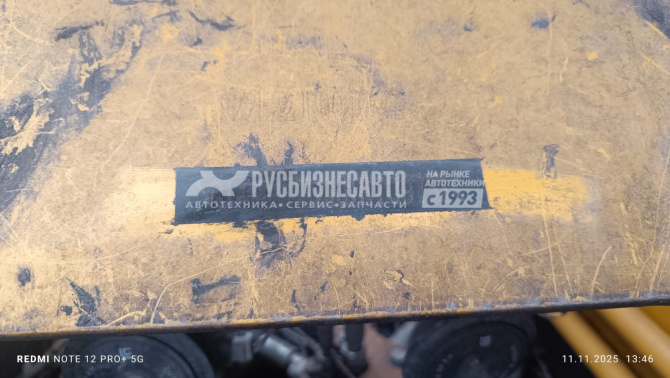 РУСБИЗНЕСАВТО
АВТОТЕХНИКА • СЕРВИС • ЗАПЧАСТИ
НА РЫНКЕ
АВТОТЕХНИКИ
с 1993
REDMI NOTE 12 PRO+ 5G
11.11.2025 13:46